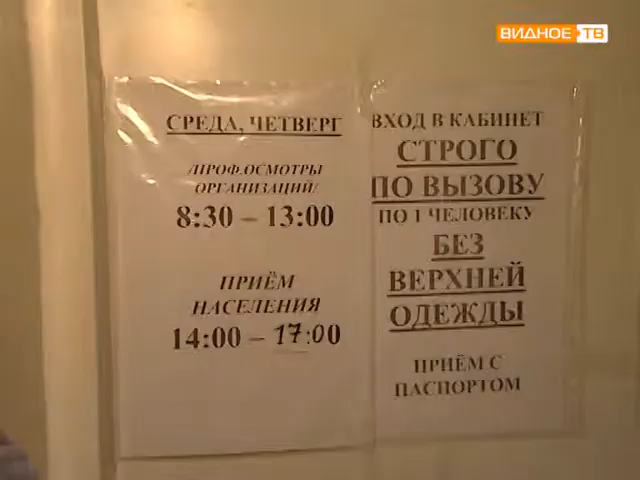 ВИДНОЕ ТВ
СРЕДА, ЧЕТВЕРГ
/ПРОФ.ОСМОТРЫ
ОРГАНИЗАЦИЙ/
8:30 – 13:00
ПРИЁМ
НАСЕЛЕНИЯ
14:00 – 17:00
ВХОД В КАБИНЕТ
СТРОГО
ПО ВЫЗОВУ
ПО 1 ЧЕЛОВЕКУ
БЕЗ
ВЕРХНЕЙ
ОДЕЖДЫ
ПРИЁМ С
ПАСПОРТОМ